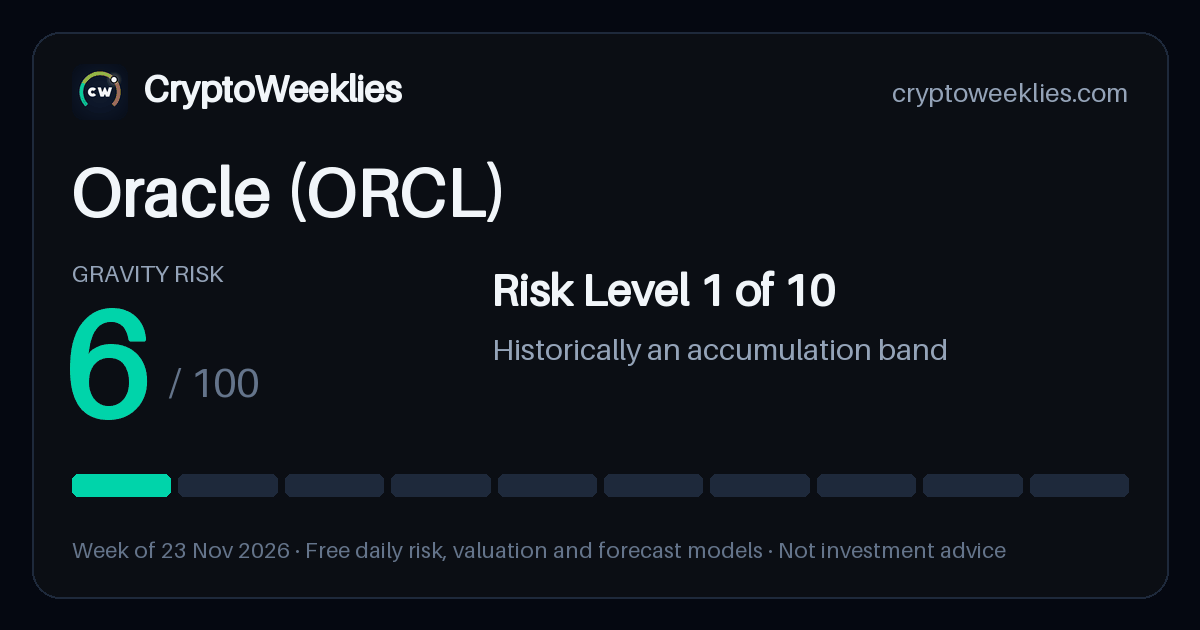 CW CryptoWeeklies
cryptoweeklies.com
Oracle (ORCL)
GRAVITY RISK
6 / 100
Risk Level 1 of 10
Historically an accumulation band
Week of 23 Nov 2026 · Free daily risk, valuation and forecast models · Not investment advice